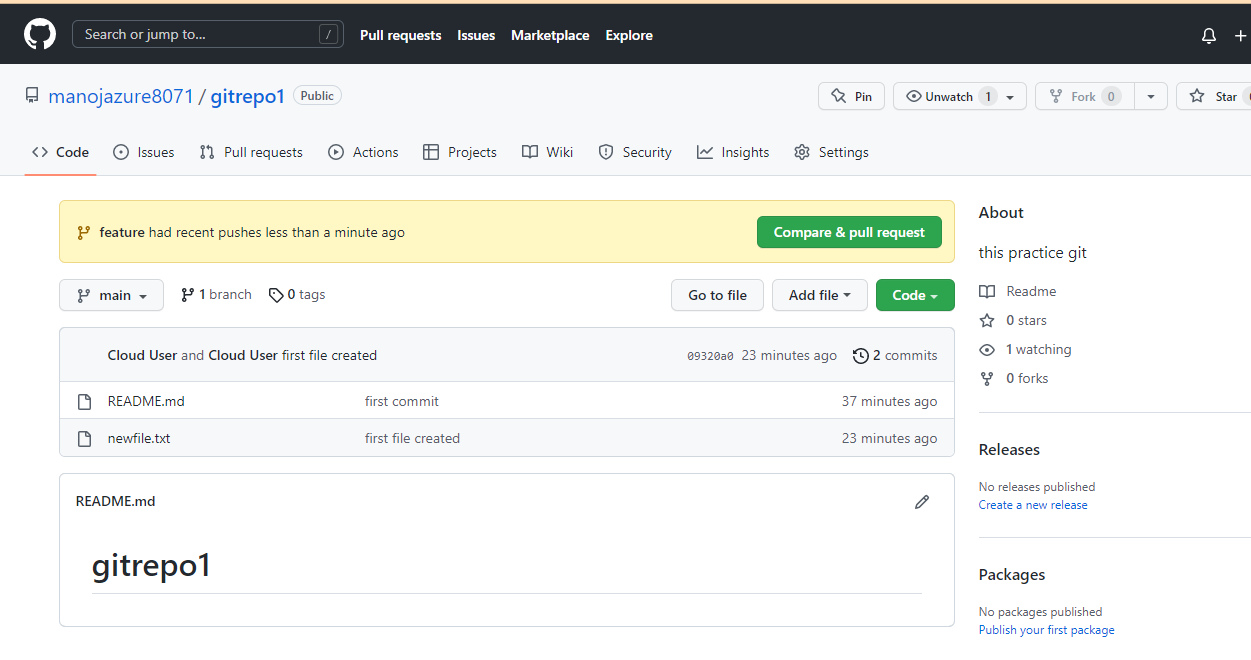 Search or jump to... /
Pull requests Issues Marketplace Explore
manojazure8071 / gitrepo1 Public
Pin Unwatch 1 Fork 0 Star
Code Issues Pull requests Actions Projects Wiki Security Insights Settings
feature had recent pushes less than a minute ago
Compare & pull request
main 1 branch 0 tags
Go to file Add file Code
Cloud User and Cloud User first file created 09320a0 23 minutes ago 2 commits
README.md first commit 37 minutes ago
newfile.txt first file created 23 minutes ago
README.md
gitrepo1
About
this practice git
Readme
0 stars
1 watching
0 forks
Releases
No releases published
Create a new release
Packages
No packages published
Publish your first package